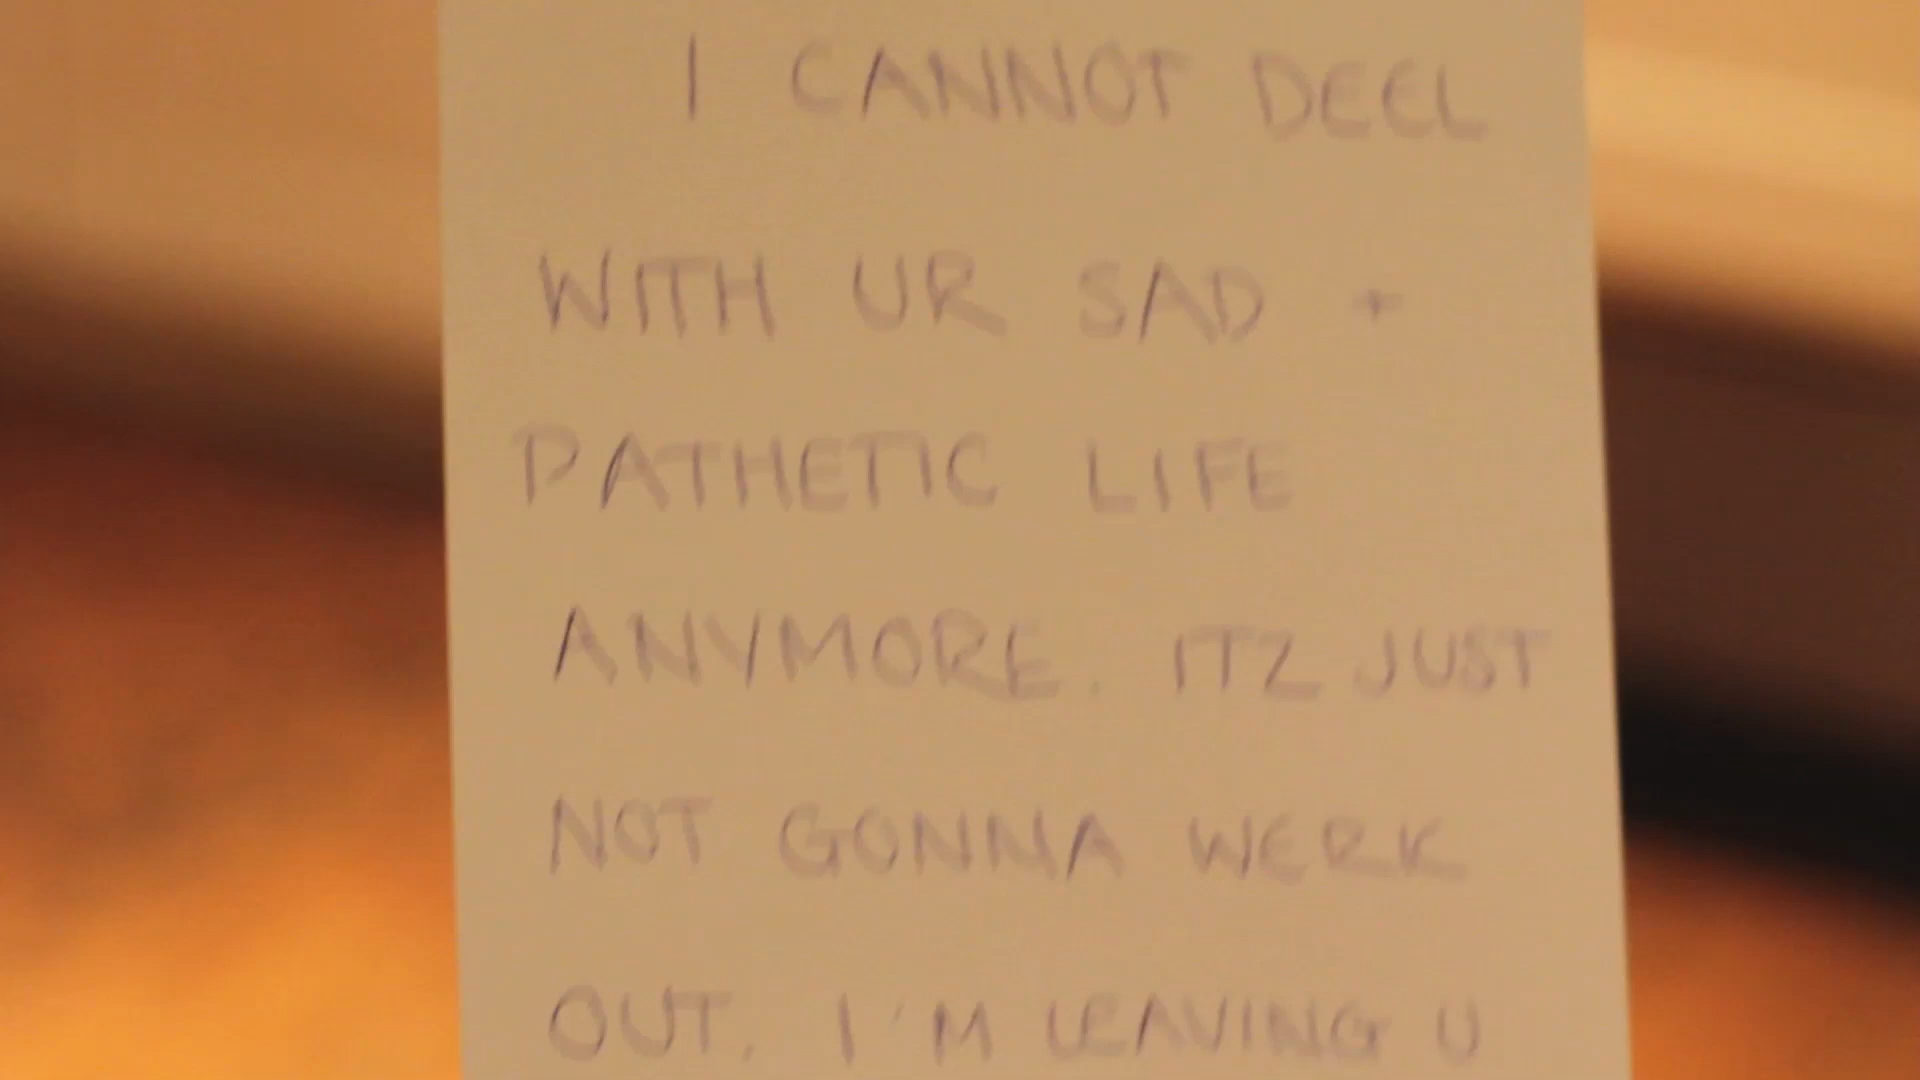 I CANNOT DEEL
WITH UR SAD +
PATHETIC LIFE
ANYMORE. ITZ JUST
NOT GONNA WERK
OUT. I'M LEAVING U